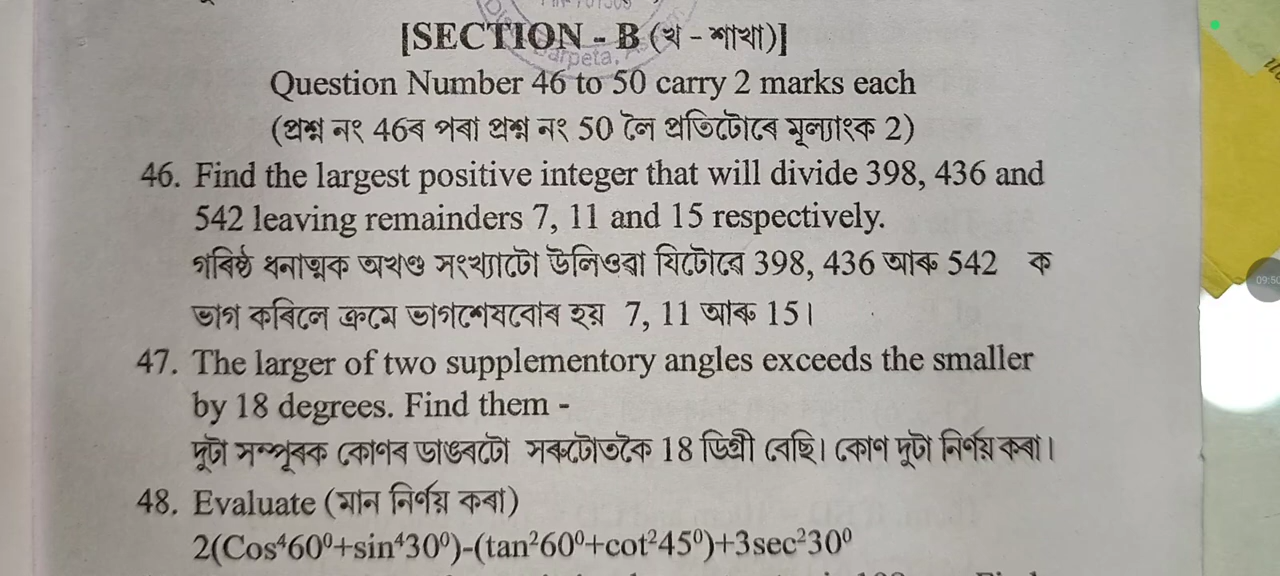 [SECTION - B (খ - শাখা)]
Question Number 46 to 50 carry 2 marks each
(প্ৰশ্ন নং 46ৰ পৰা প্ৰশ্ন নং 50 লৈ প্ৰতিটোৰে মূল্যাংক 2)
46. Find the largest positive integer that will divide 398, 436 and
542 leaving remainders 7, 11 and 15 respectively.
গৰিষ্ঠ ধনাত্মক অখণ্ড সংখ্যাটো উলিওৱা যিটোৱে 398, 436 আৰু 542 ক
ভাগ কৰিলে ক্ৰমে ভাগশেষবোৰ হয় 7, 11 আৰু 15।
47. The larger of two supplementory angles exceeds the smaller
by 18 degrees. Find them -
দুটা সম্পূৰক কোণৰ ডাঙৰটো সৰুটোতকৈ 18 ডিগ্ৰী বেছি। কোণ দুটা নিৰ্ণয় কৰা।
48. Evaluate (মান নিৰ্ণয় কৰা)
2(Cos⁴60⁰+sin⁴30⁰)-(tan²60⁰+cot²45⁰)+3sec²30⁰
09:50